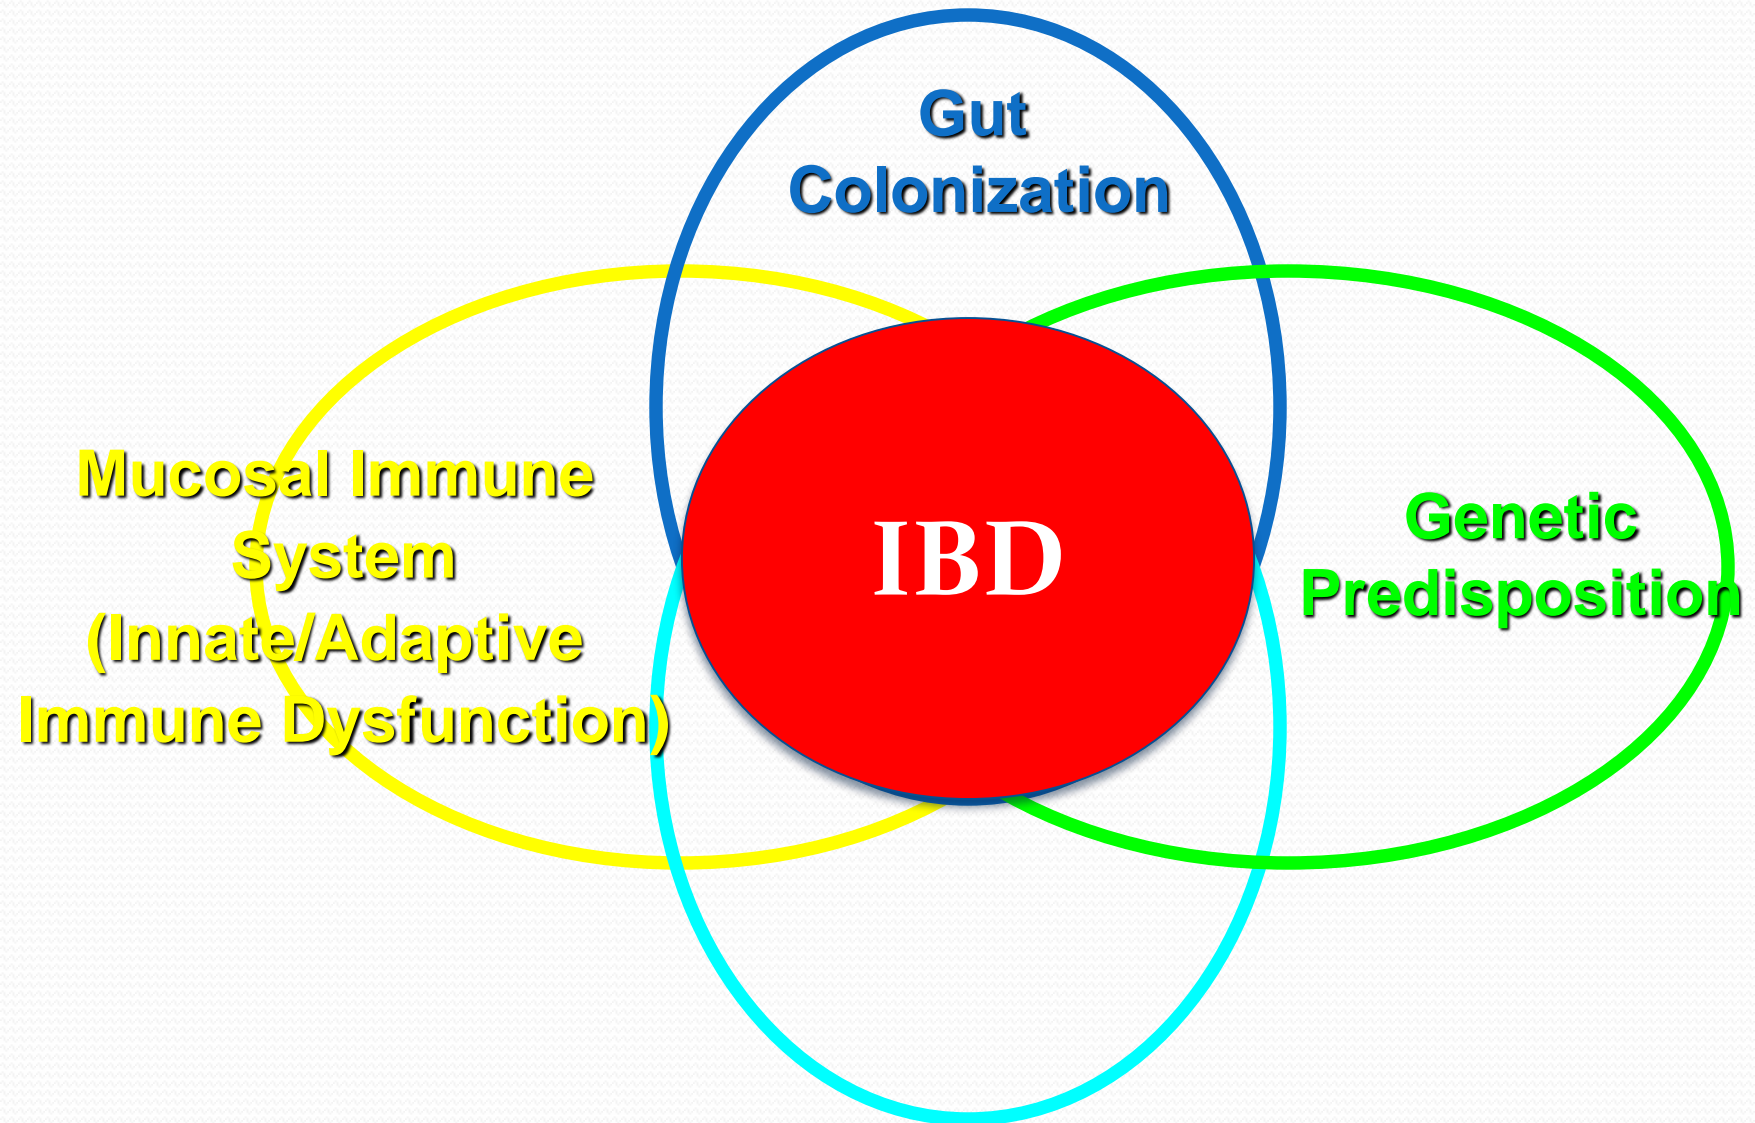 Gut
Colonization
Mucosal Immune
System
(Innate/Adaptive
Immune Dysfunction)
IBD
Genetic
Predisposition